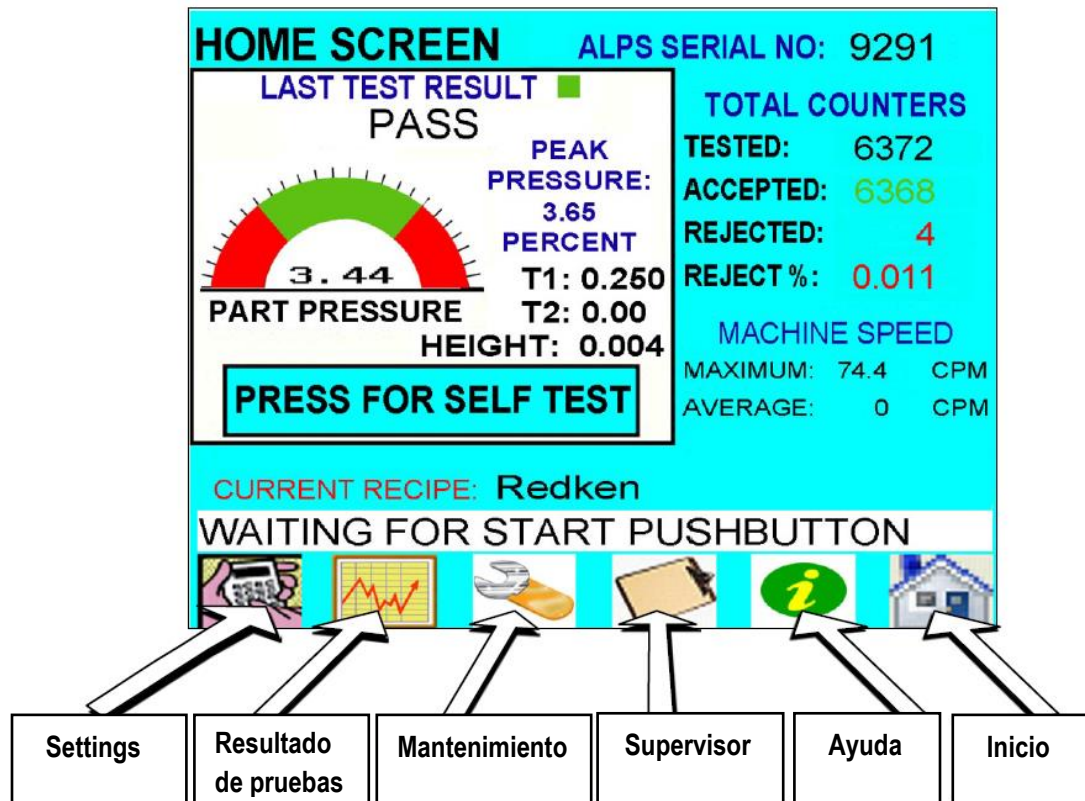 HOME SCREEN ALPS SERIAL NO: 9291
LAST TEST RESULT
PASS
PEAK
PRESSURE:
3.65
PERCENT
3.44
PART PRESSURE
T1: 0.250
T2: 0.00
HEIGHT: 0.004
PRESS FOR SELF TEST
TOTAL COUNTERS
TESTED: 6372
ACCEPTED: 6368
REJECTED: 4
REJECT %: 0.011
MACHINE SPEED
MAXIMUM: 74.4 CPM
AVERAGE: 0 CPM
CURRENT RECIPE: Redken
WAITING FOR START PUSHBUTTON
i
Settings
Resultado
de pruebas
Mantenimiento
Supervisor
Ayuda
Inicio